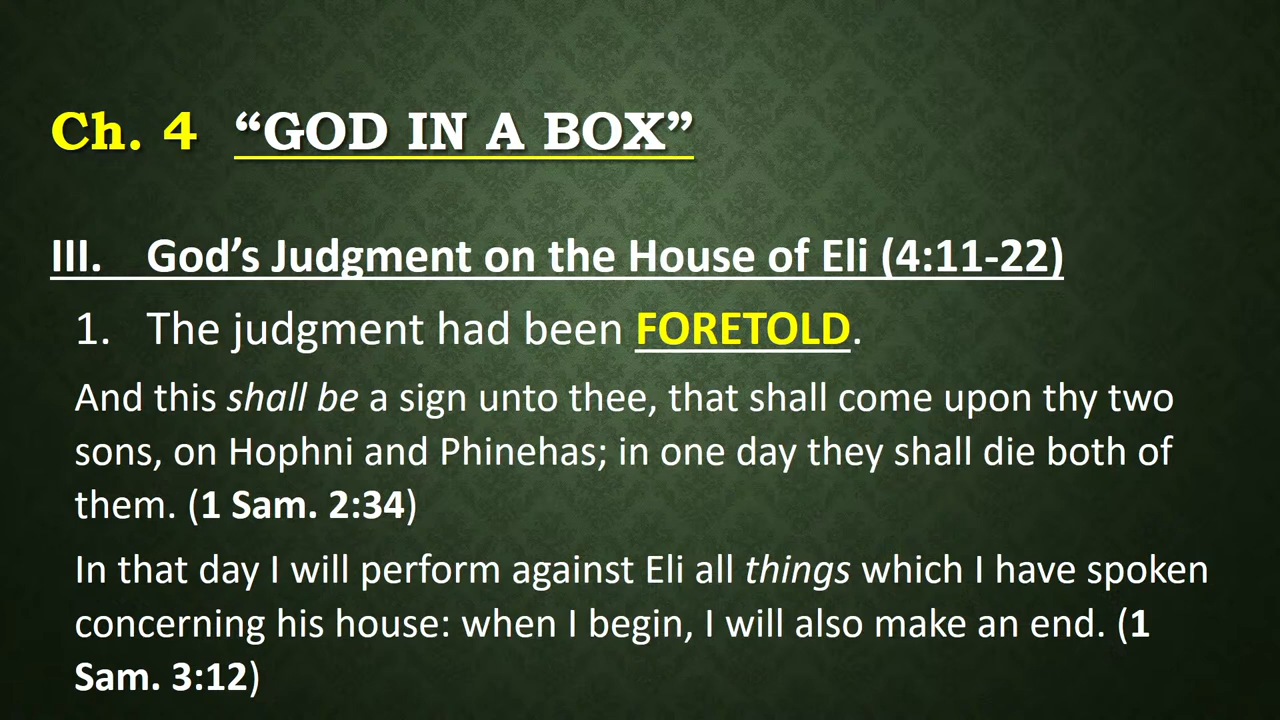 Ch. 4 “GOD IN A BOX”
III. God’s Judgment on the House of Eli (4:11-22)
1. The judgment had been FORETOLD.
And this shall be a sign unto thee, that shall come upon thy two
sons, on Hophni and Phinehas; in one day they shall die both of
them. (1 Sam. 2:34)
In that day I will perform against Eli all things which I have spoken
concerning his house: when I begin, I will also make an end. (1
Sam. 3:12)